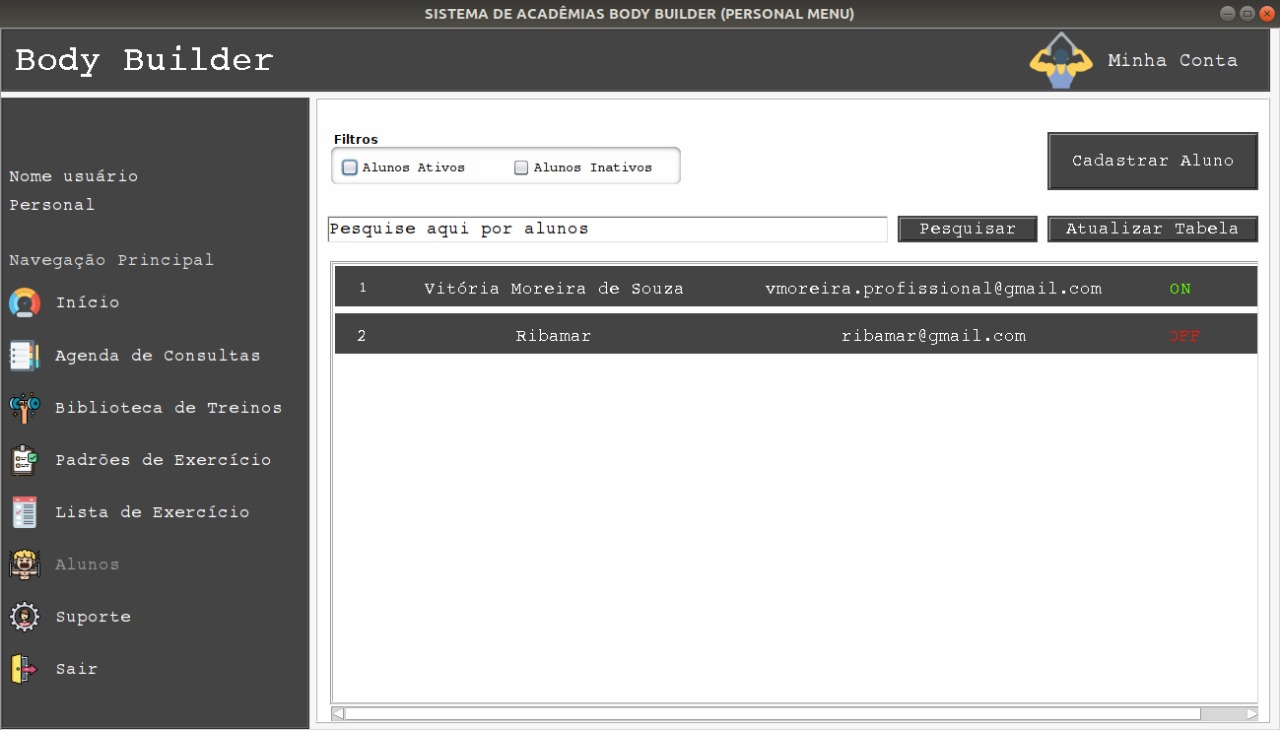 SISTEMA DE ACADÊMIAS BODY BUILDER (PERSONAL MENU)
Body Builder
Minha Conta
Nome usuário
Personal
Navegação Principal
Início
Agenda de Consultas
Biblioteca de Treinos
Padrões de Exercício
Lista de Exercício
Alunos
Suporte
Sair
Filtros
Alunos Ativos Alunos Inativos
Cadastrar Aluno
Pesquise aqui por alunos Pesquisar Atualizar Tabela
1 Vitória Moreira de Souza vmoreira.profissional@gmail.com ON
2 Ribamar ribamar@gmail.com OFF